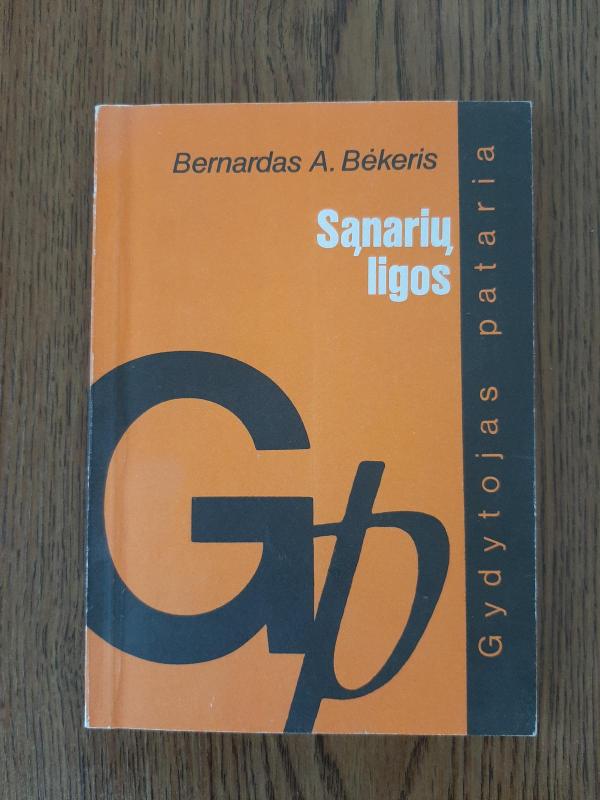 Bernardas A. Bėkeris
Sąnarių
ligos
Gp
Gydytojas pataria